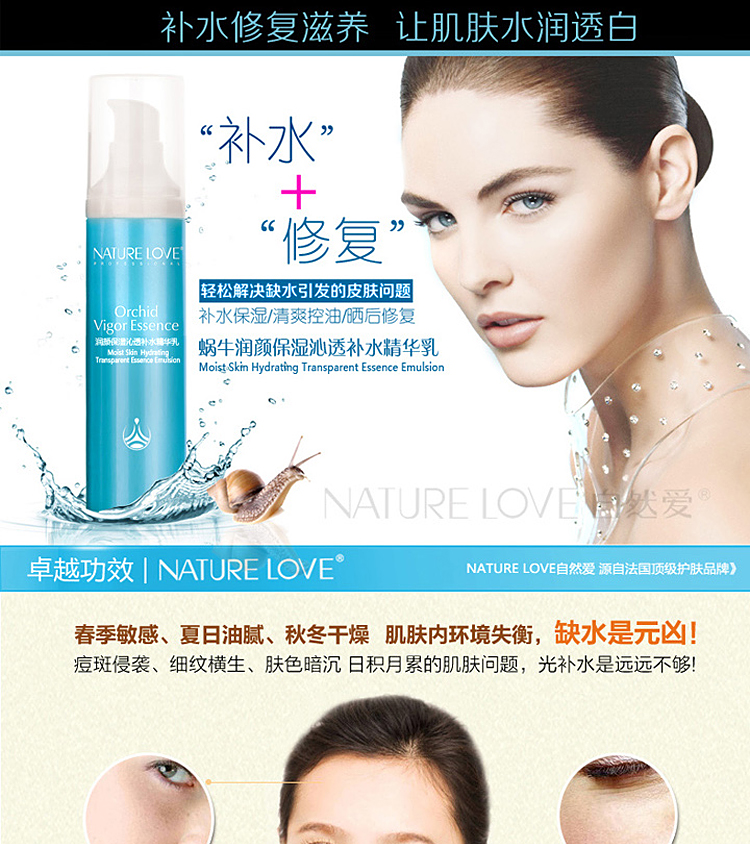 补水修复滋养 让肌肤水润透白
“补水”
+
“修复”
轻松解决缺水引发的皮肤问题
补水保湿/清爽控油/晒后修复
蜗牛润颜保湿沁透补水精华乳
Moist Skin Hydrating Transparent Essence Emulsion
NATURE LOVE®
PROFESSIONAL
Orchid
Vigor Essence
润颜保湿沁透补水精华乳
Moist Skin Hydrating
Transparent Essence Emulsion
NATURE LOVE 自然爱®
卓越功效 | NATURE LOVE®
NATURE LOVE自然爱 源自法国顶级护肤品牌》
春季敏感、夏日油腻、秋冬干燥 肌肤内环境失衡，缺水是元凶！
痘斑侵袭、细纹横生、肤色暗沉 日积月累的肌肤问题，光补水是远远不够!